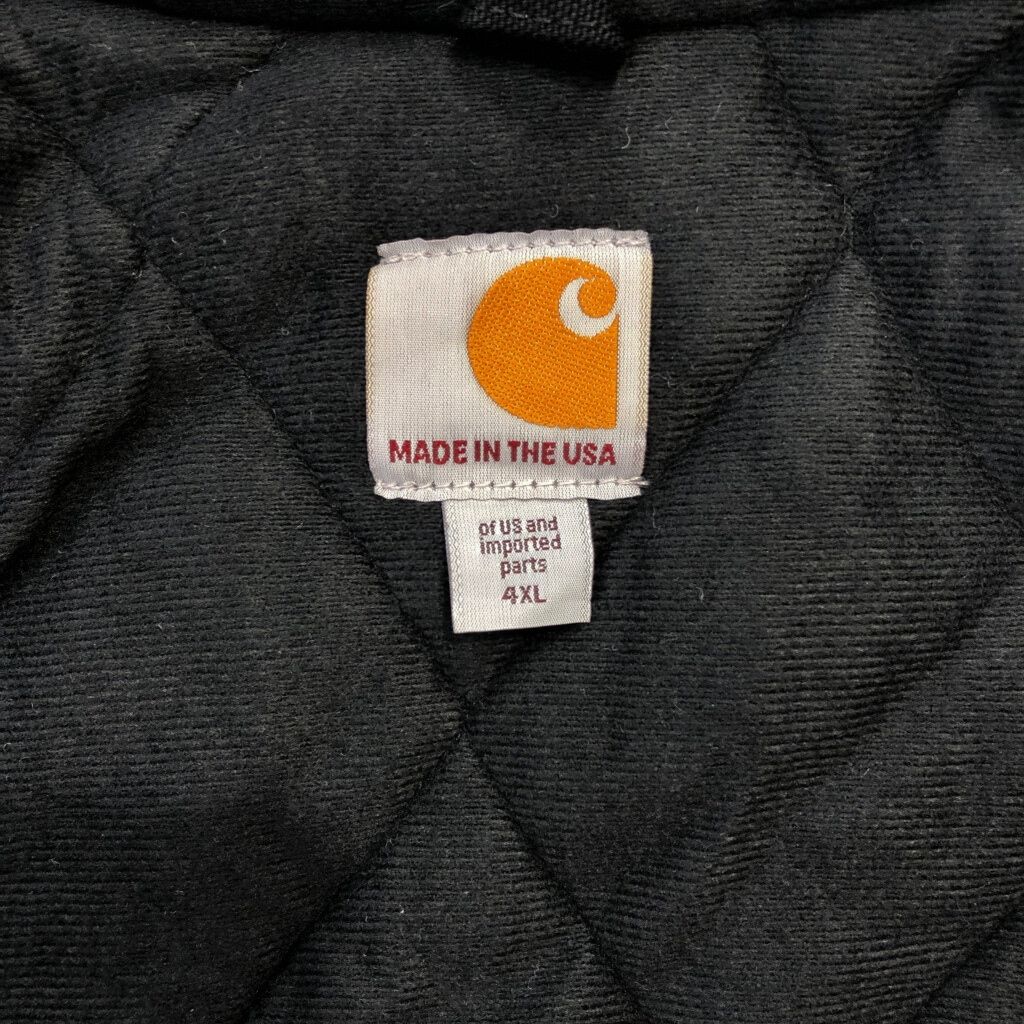 MADE IN THE USA
of US and
imported
parts
4XL